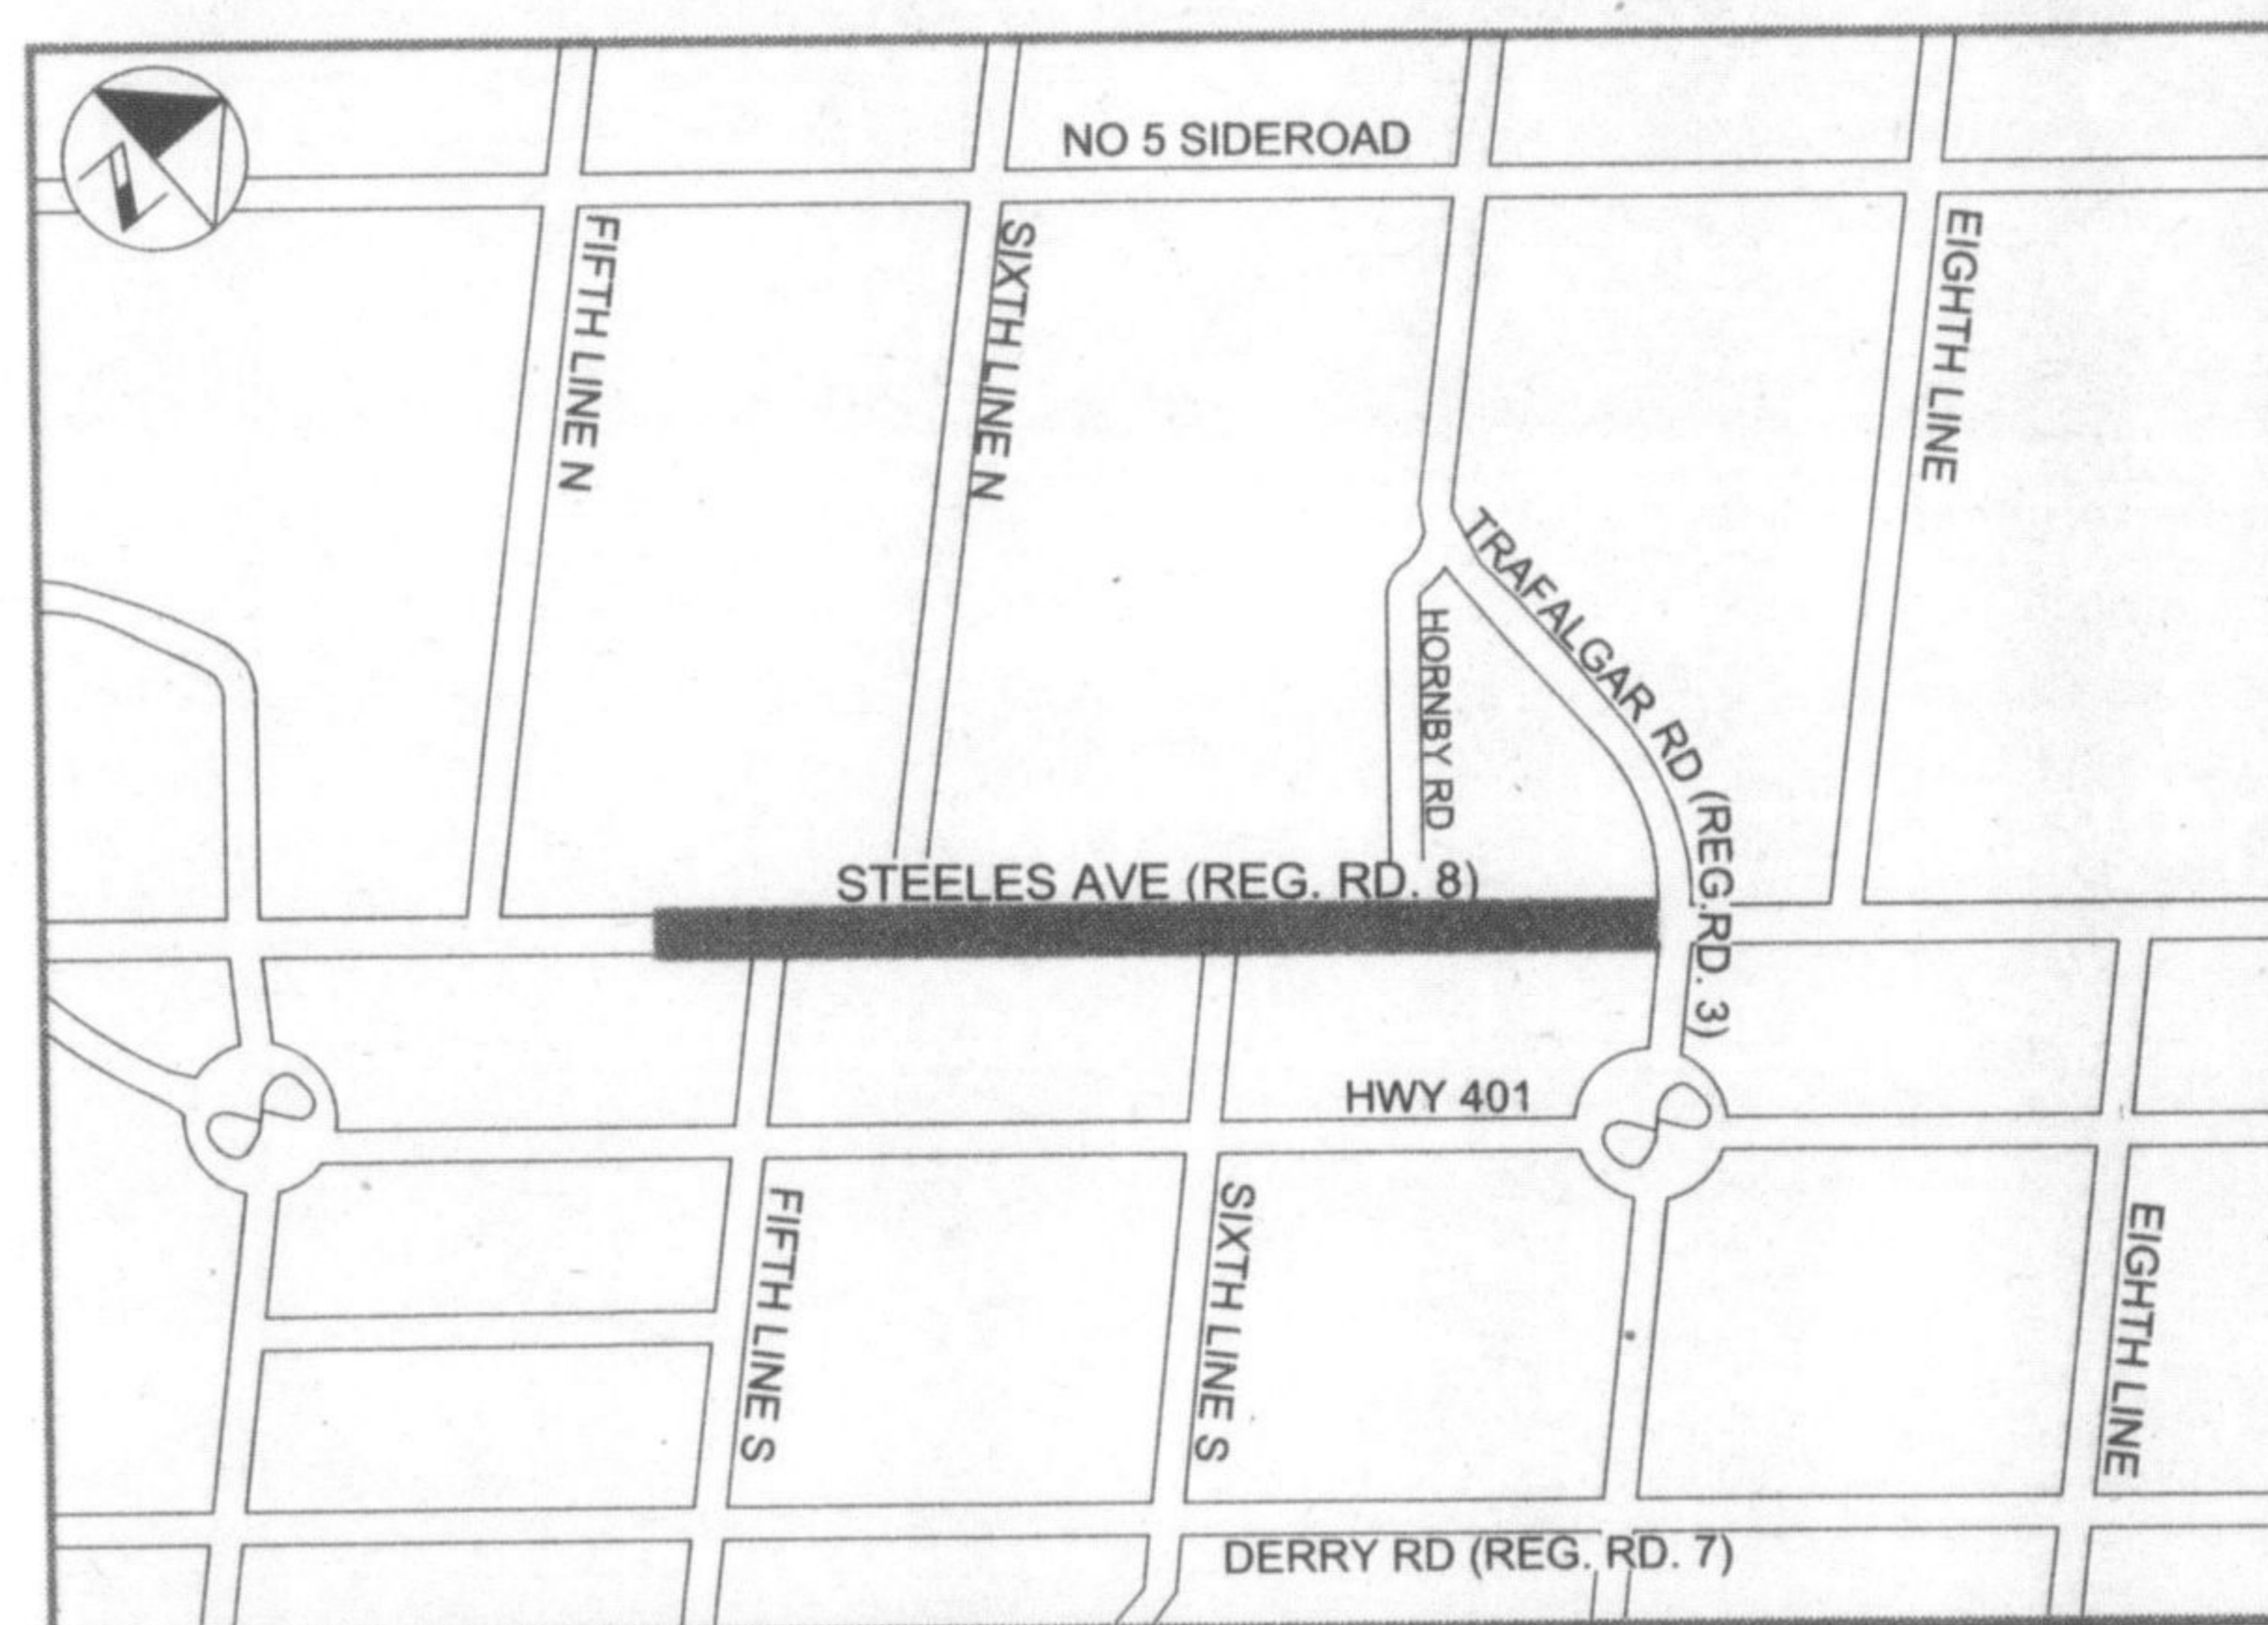 NO 5 SIDEROAD
FIFTH LINE N
SIXTH LINE N
EIGHTH LINE
TRAFALGAR RD (REG.RD. 3)
HORNBY RD
STEELES AVE (REG. RD. 8)
HWY 401
FIFTH LINE S
SIXTH LINE S
EIGHTH LINE
DERRY RD (REG. RD. 7)
N